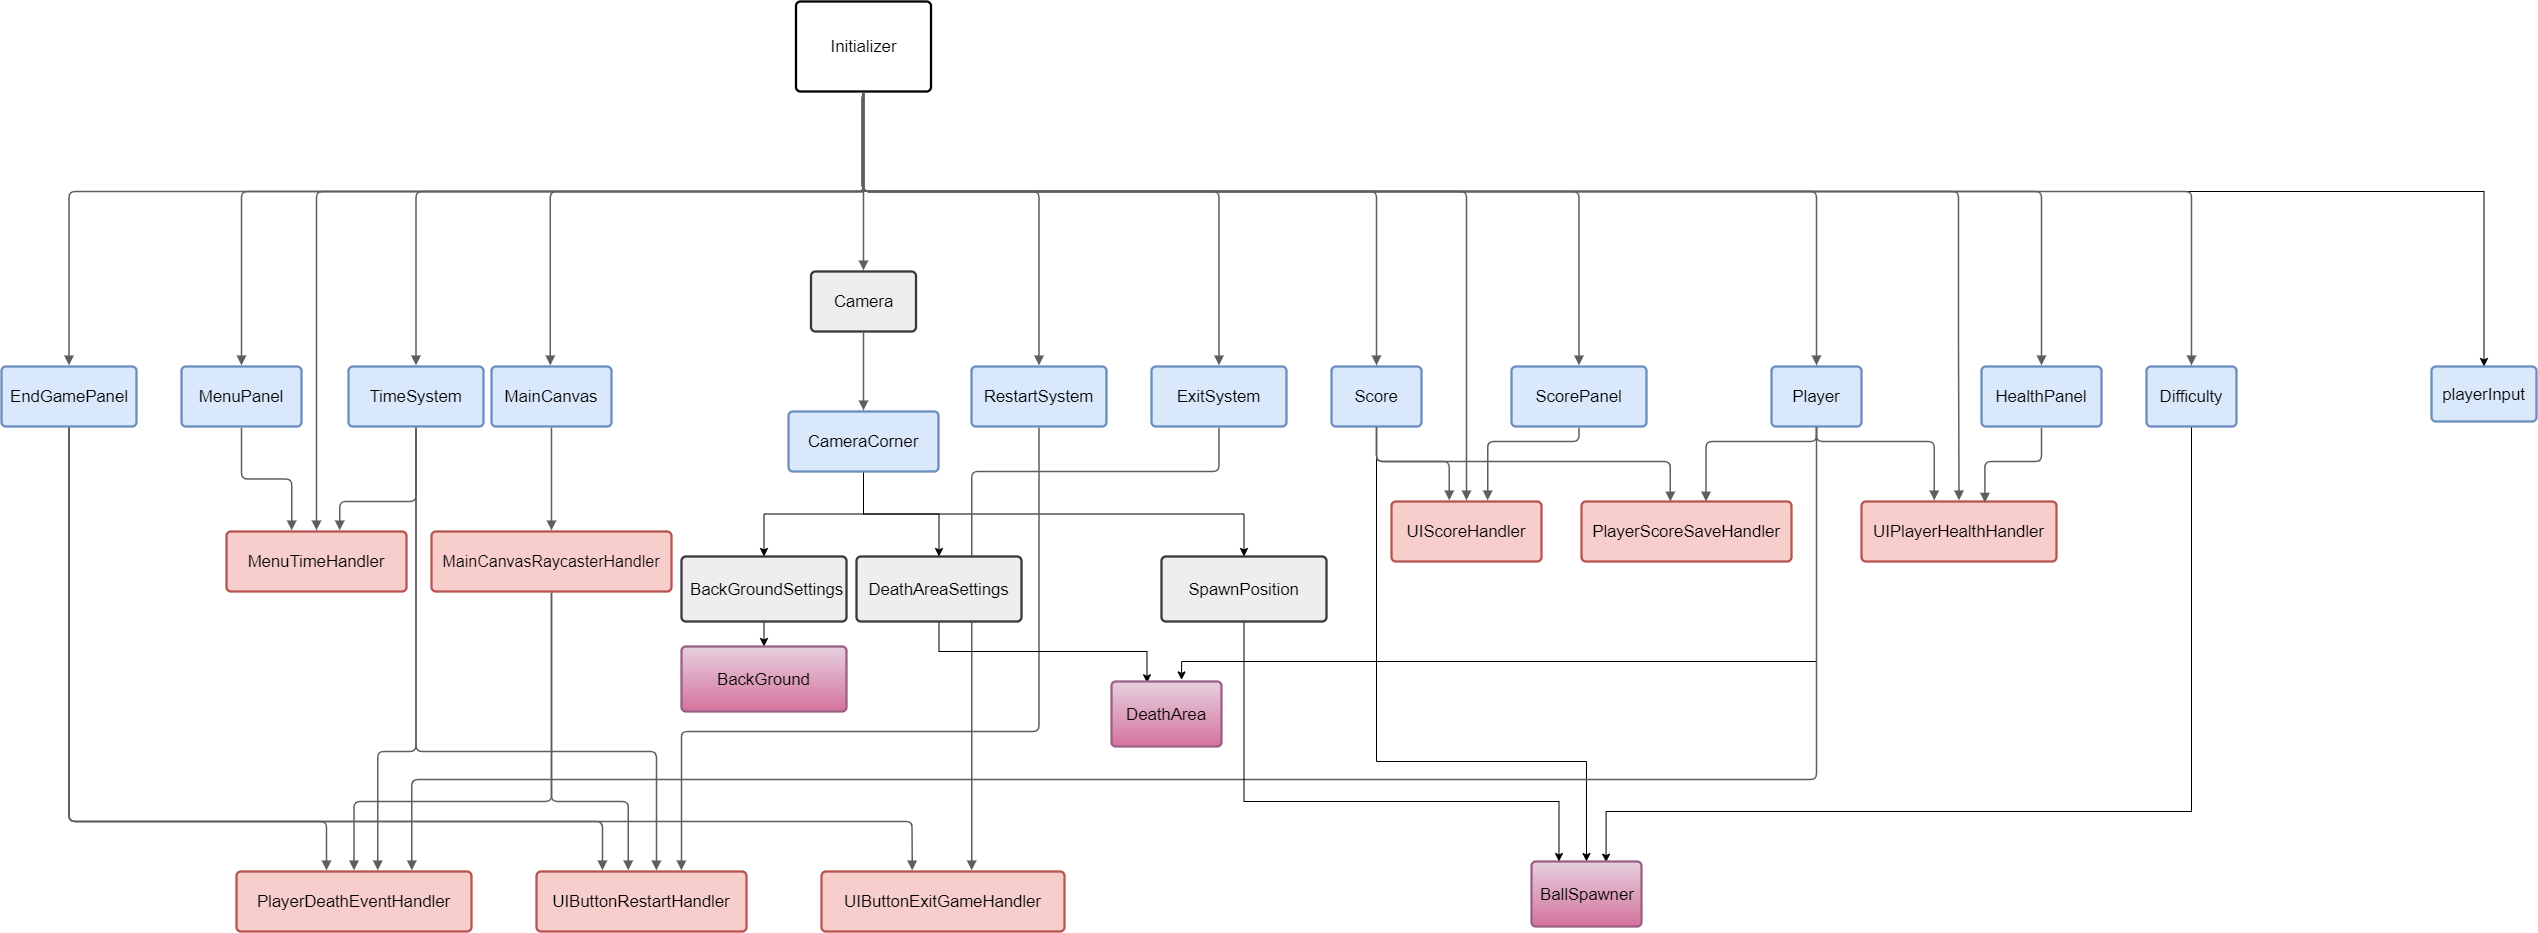 Initializer
Camera
EndGamePanel
MenuPanel
TimeSystem
MainCanvas
RestartSystem
ExitSystem
Score
ScorePanel
Player
HealthPanel
Difficulty
playerInput
CameraCorner
MenuTimeHandler
MainCanvasRaycasterHandler
UIScoreHandler
PlayerScoreSaveHandler
UIPlayerHealthHandler
BackGroundSettings
DeathAreaSettings
SpawnPosition
BackGround
DeathArea
PlayerDeathEventHandler
UIButtonRestartHandler
UIButtonExitGameHandler
BallSpawner